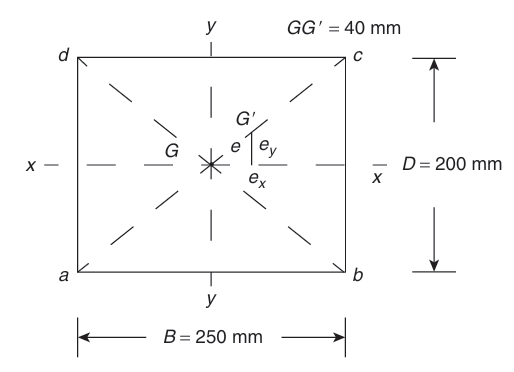 y
GG′ = 40 mm
d
c
G′
G
e
e_y
x
x
D = 200 mm
e_x
a
b
y
B = 250 mm